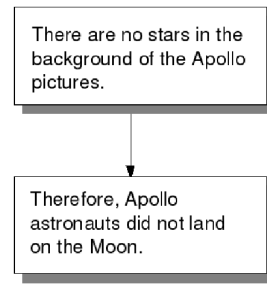 There are no stars in the
background of the Apollo
pictures.
Therefore, Apollo
astronauts did not land
on the Moon.